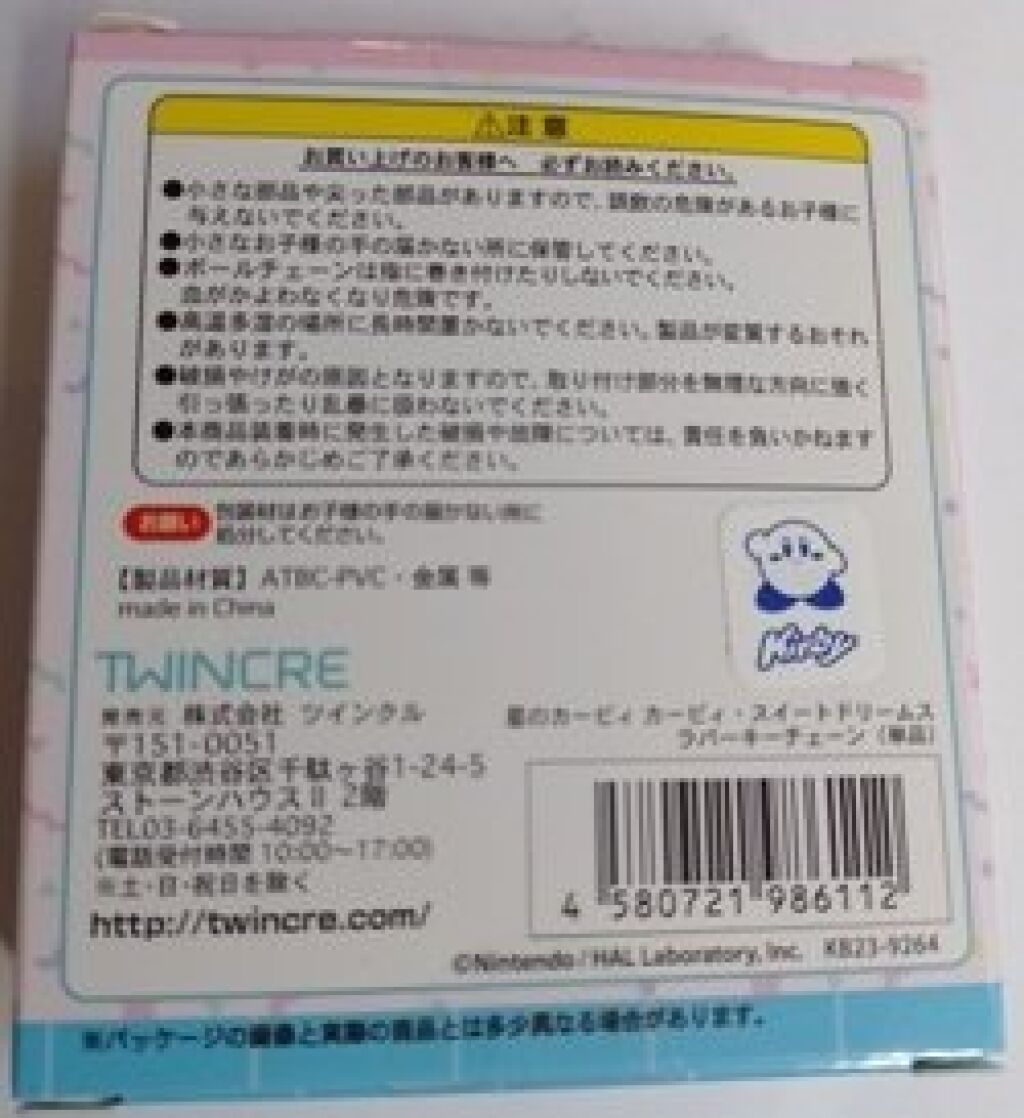 ⚠注意
お買い上げのお客様へ 必ずお読みください。
●小さな部品や尖った部品がありますので、誤飲の危険があるお子様に
与えないでください。
●小さなお子様の手の届かない所に保管してください。
●ボールチェーンは指に巻き付けたりしないでください。
血がかよわなくなり危険です。
●高温多湿の場所に長時間置かないでください。製品が変質するおそれ
があります。
●破損やけがの原因となりますので、取り付け部分を無理な方向に強く
引っ張ったり乱暴に扱わないでください。
●本商品装着時に発生した破損や故障については、責任を負いかねます
のであらかじめご了承ください。
お願い 包装材はお子様の手の届かない所に
処分してください。
【製品材質】ATBC-PVC・金属 等
made in China
Kirby
TWINCRE
発売元 株式会社 ツインクル
〒151-0051
東京都渋谷区千駄ヶ谷1-24-5
ストーンハウスⅡ 2階
TEL03-6455-4092
(電話受付時間 10:00～17:00)
※土・日・祝日を除く
http://twincre.com/
星のカービィ カービィ・スイートドリームス
ラバーキーチェーン（単品）
4 580721 986112
©Nintendo / HAL Laboratory, Inc. KB23-9264
※パッケージの画像と実際の商品とは多少異なる場合があります。